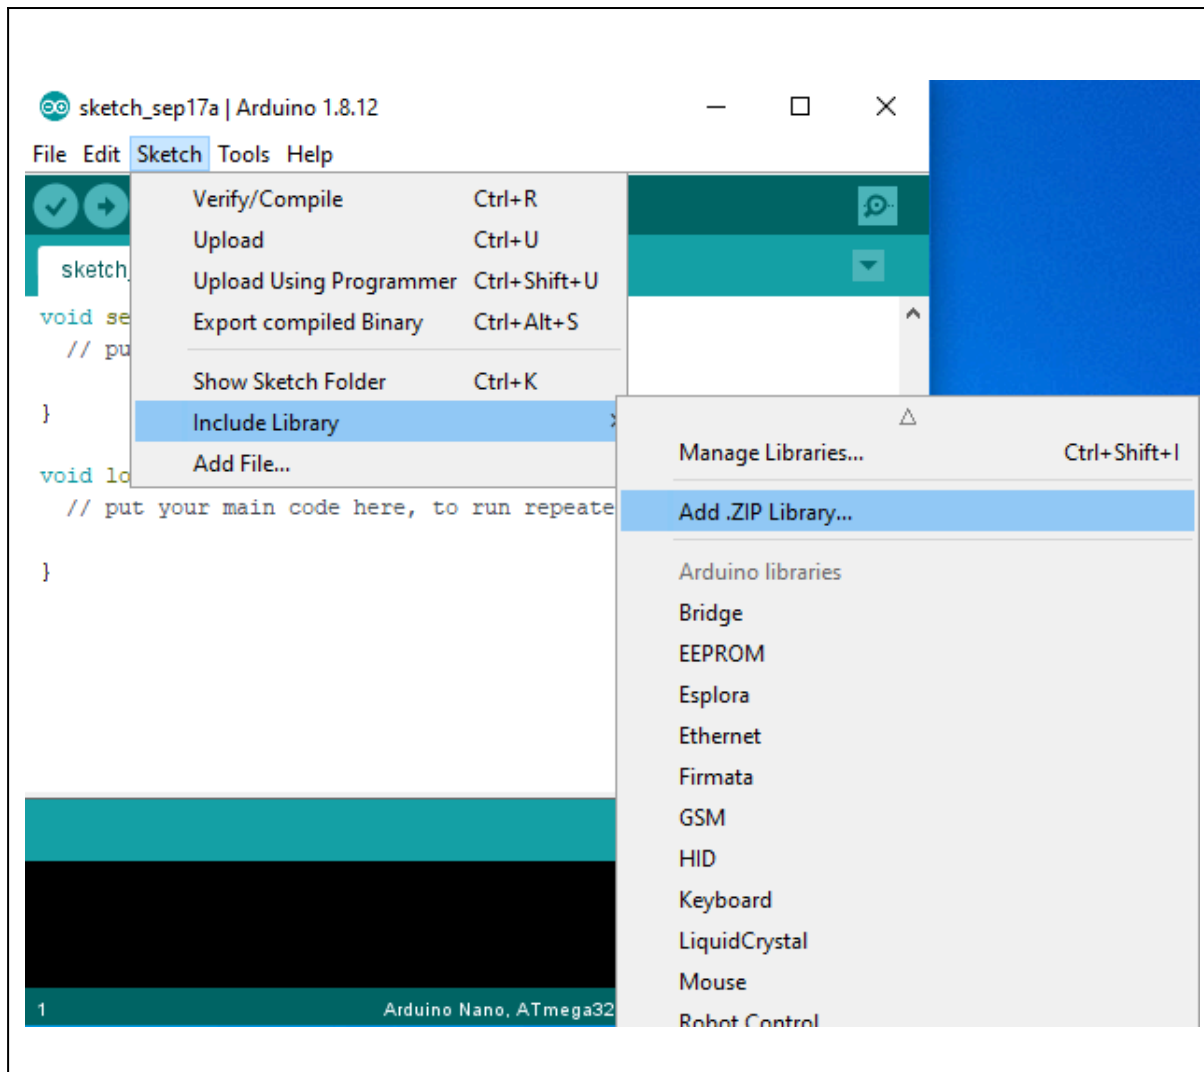 sketch_sep17a | Arduino 1.8.12
File Edit Sketch Tools Help
Verify/Compile Ctrl+R
Upload Ctrl+U
sketch_
Upload Using Programmer Ctrl+Shift+U
void se
Export compiled Binary Ctrl+Alt+S
// pu
Show Sketch Folder Ctrl+K
}
Include Library
Manage Libraries... Ctrl+Shift+I
Add File...
void lo
// put your main code here, to run repeate
Add .ZIP Library...
}
Arduino libraries
Bridge
EEPROM
Esplora
Ethernet
Firmata
GSM
HID
Keyboard
LiquidCrystal
Mouse
1 Arduino Nano, ATmega32
Robot Control